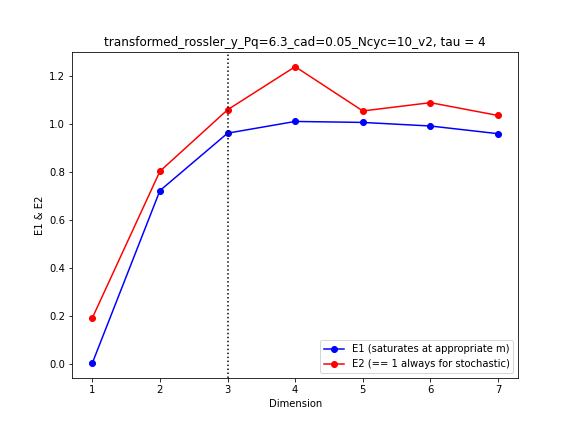 transformed_rossler_y_Pq=6.3_cad=0.05_Ncyc=10_v2, tau = 4
E1 & E2
1.2
1.0
0.8
0.6
0.4
0.2
0.0
E1 (saturates at appropriate m)
E2 (== 1 always for stochastic)
1 2 3 4 5 6 7
Dimension